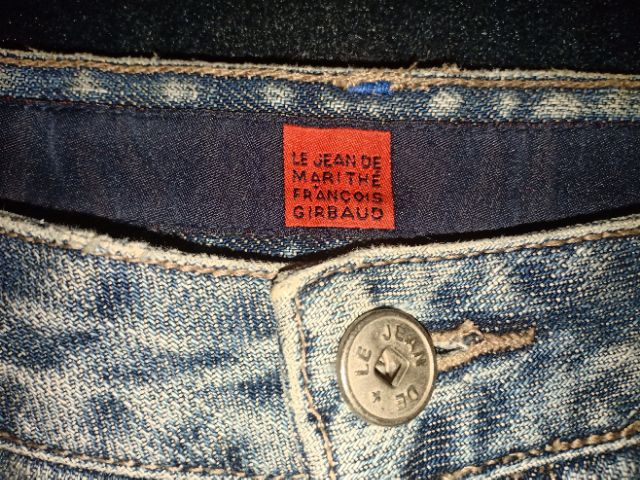 LE JEAN DE
MARITHÉ
+
FRANÇOIS
GIRBAUD
LE JEAN DE